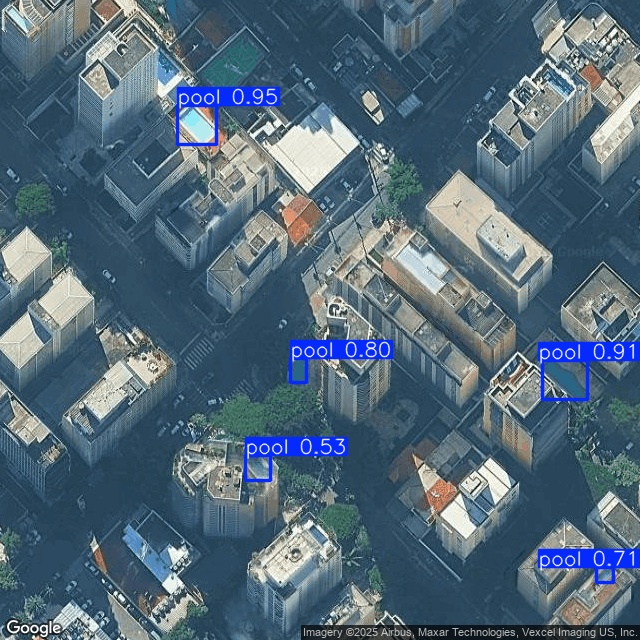 pool 0.95
pool 0.80
pool 0.91
pool 0.53
pool 0.71
Google
Imagery ©2025 Airbus, Maxar Technologies, Vexcel Imaging US, Inc.